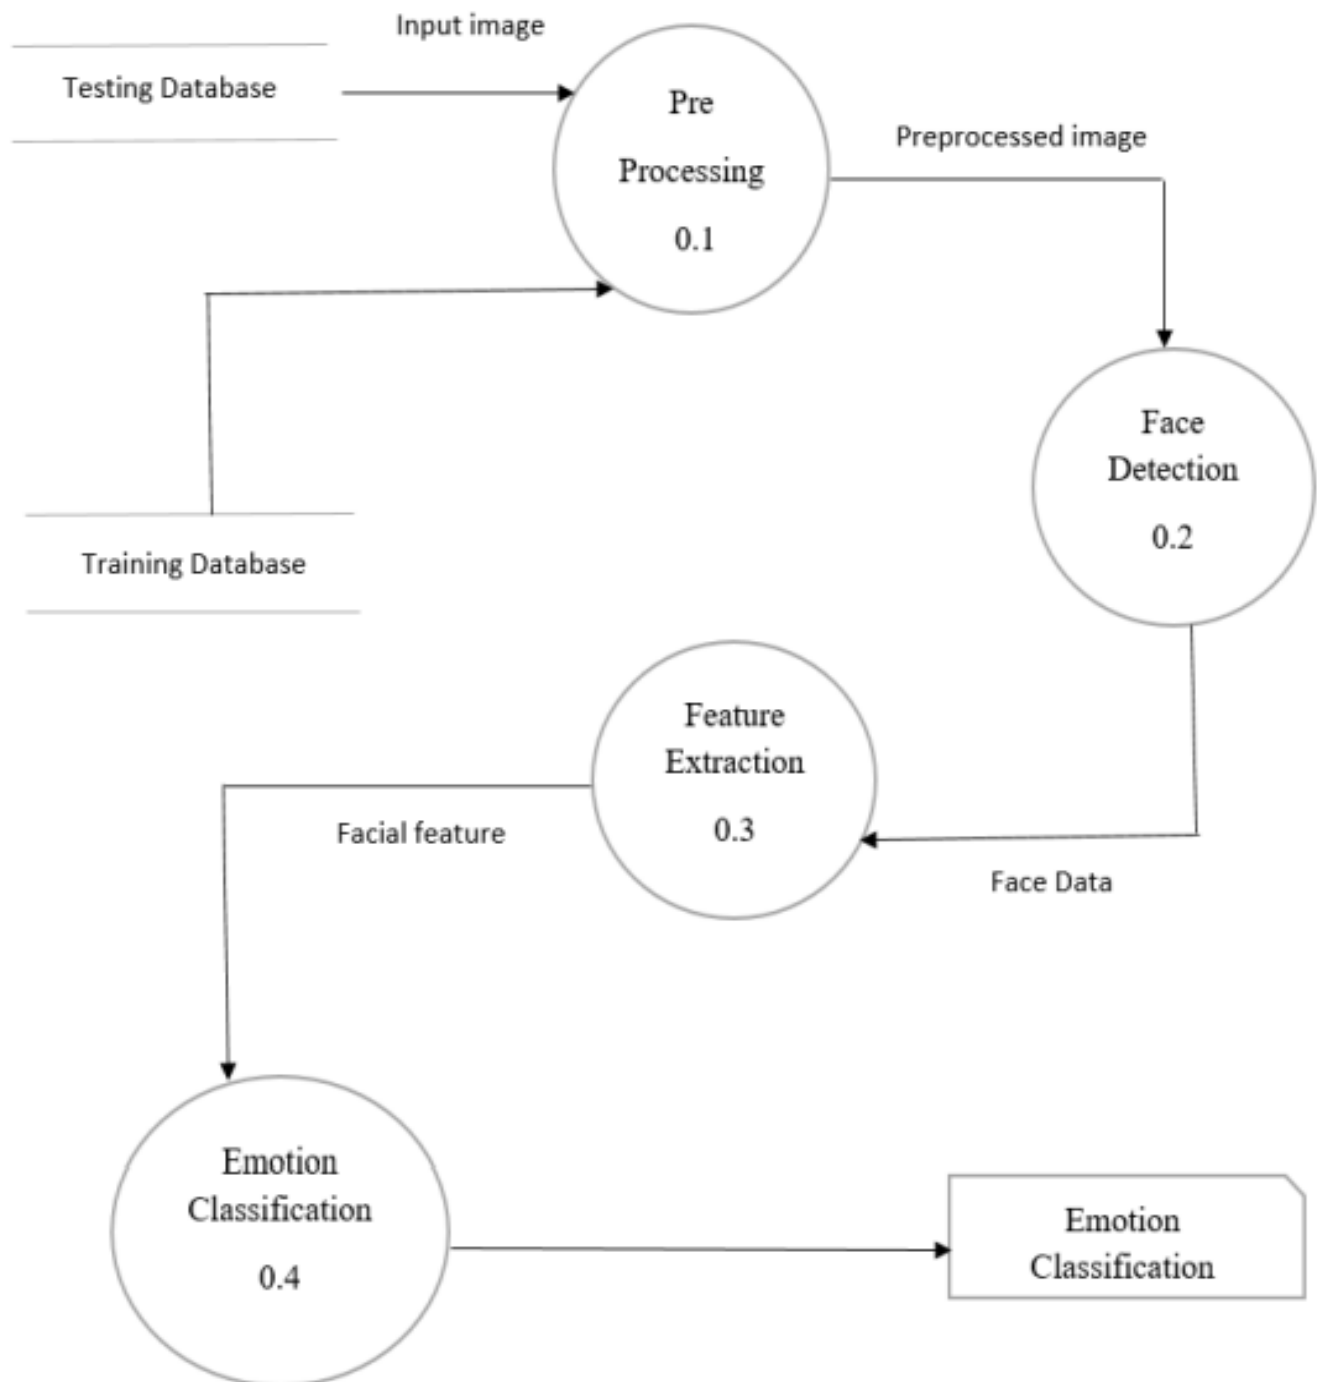 Input image
Testing Database
Pre
Processing
0.1
Preprocessed image
Face
Detection
0.2
Training Database
Feature
Extraction
0.3
Facial feature
Face Data
Emotion
Classification
0.4
Emotion
Classification